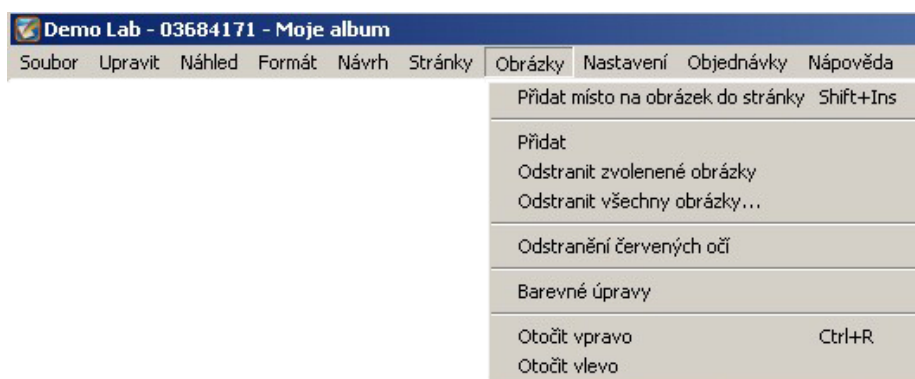 Demo Lab - 03684171 - Moje album
Soubor Upravit Náhled Formát Návrh Stránky Obrázky Nastavení Objednávky Nápověda
Přidat místo na obrázek do stránky Shift+Ins
Přidat
Odstranit zvolenené obrázky
Odstranit všechny obrázky...
Odstranění červených očí
Barevné úpravy
Otočit vpravo Ctrl+R
Otočit vlevo